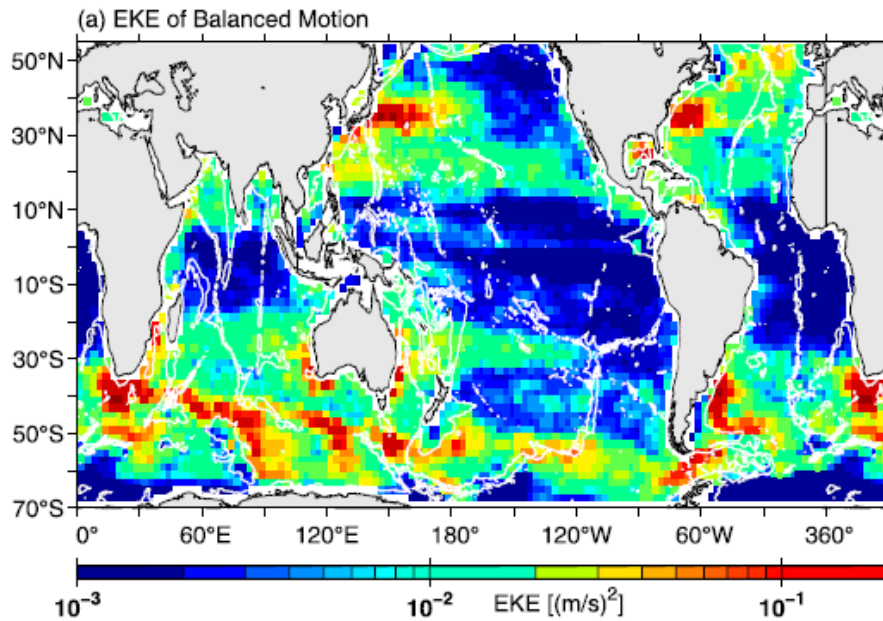 (a) EKE of Balanced Motion
50°N
30°N
10°N
10°S
30°S
50°S
70°S
0° 60°E 120°E 180° 120°W 60°W 360°
10⁻³ 10⁻² EKE [(m/s)²] 10⁻¹